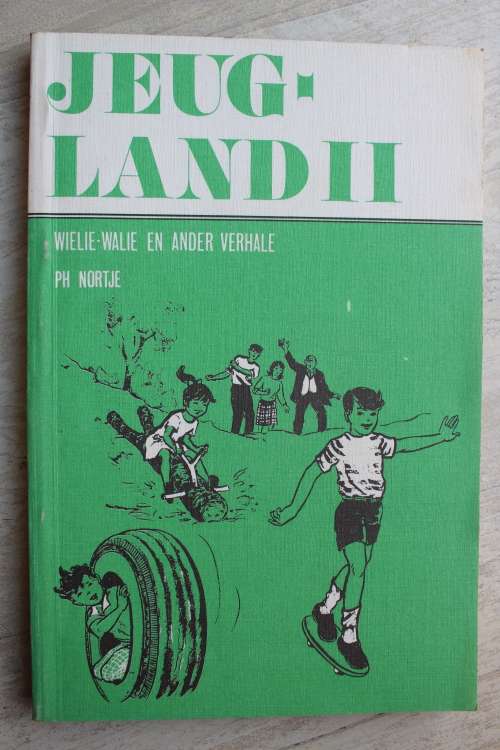 JEUG-
LAND II
WIELIE-WALIE EN ANDER VERHALE
PH NORTJE